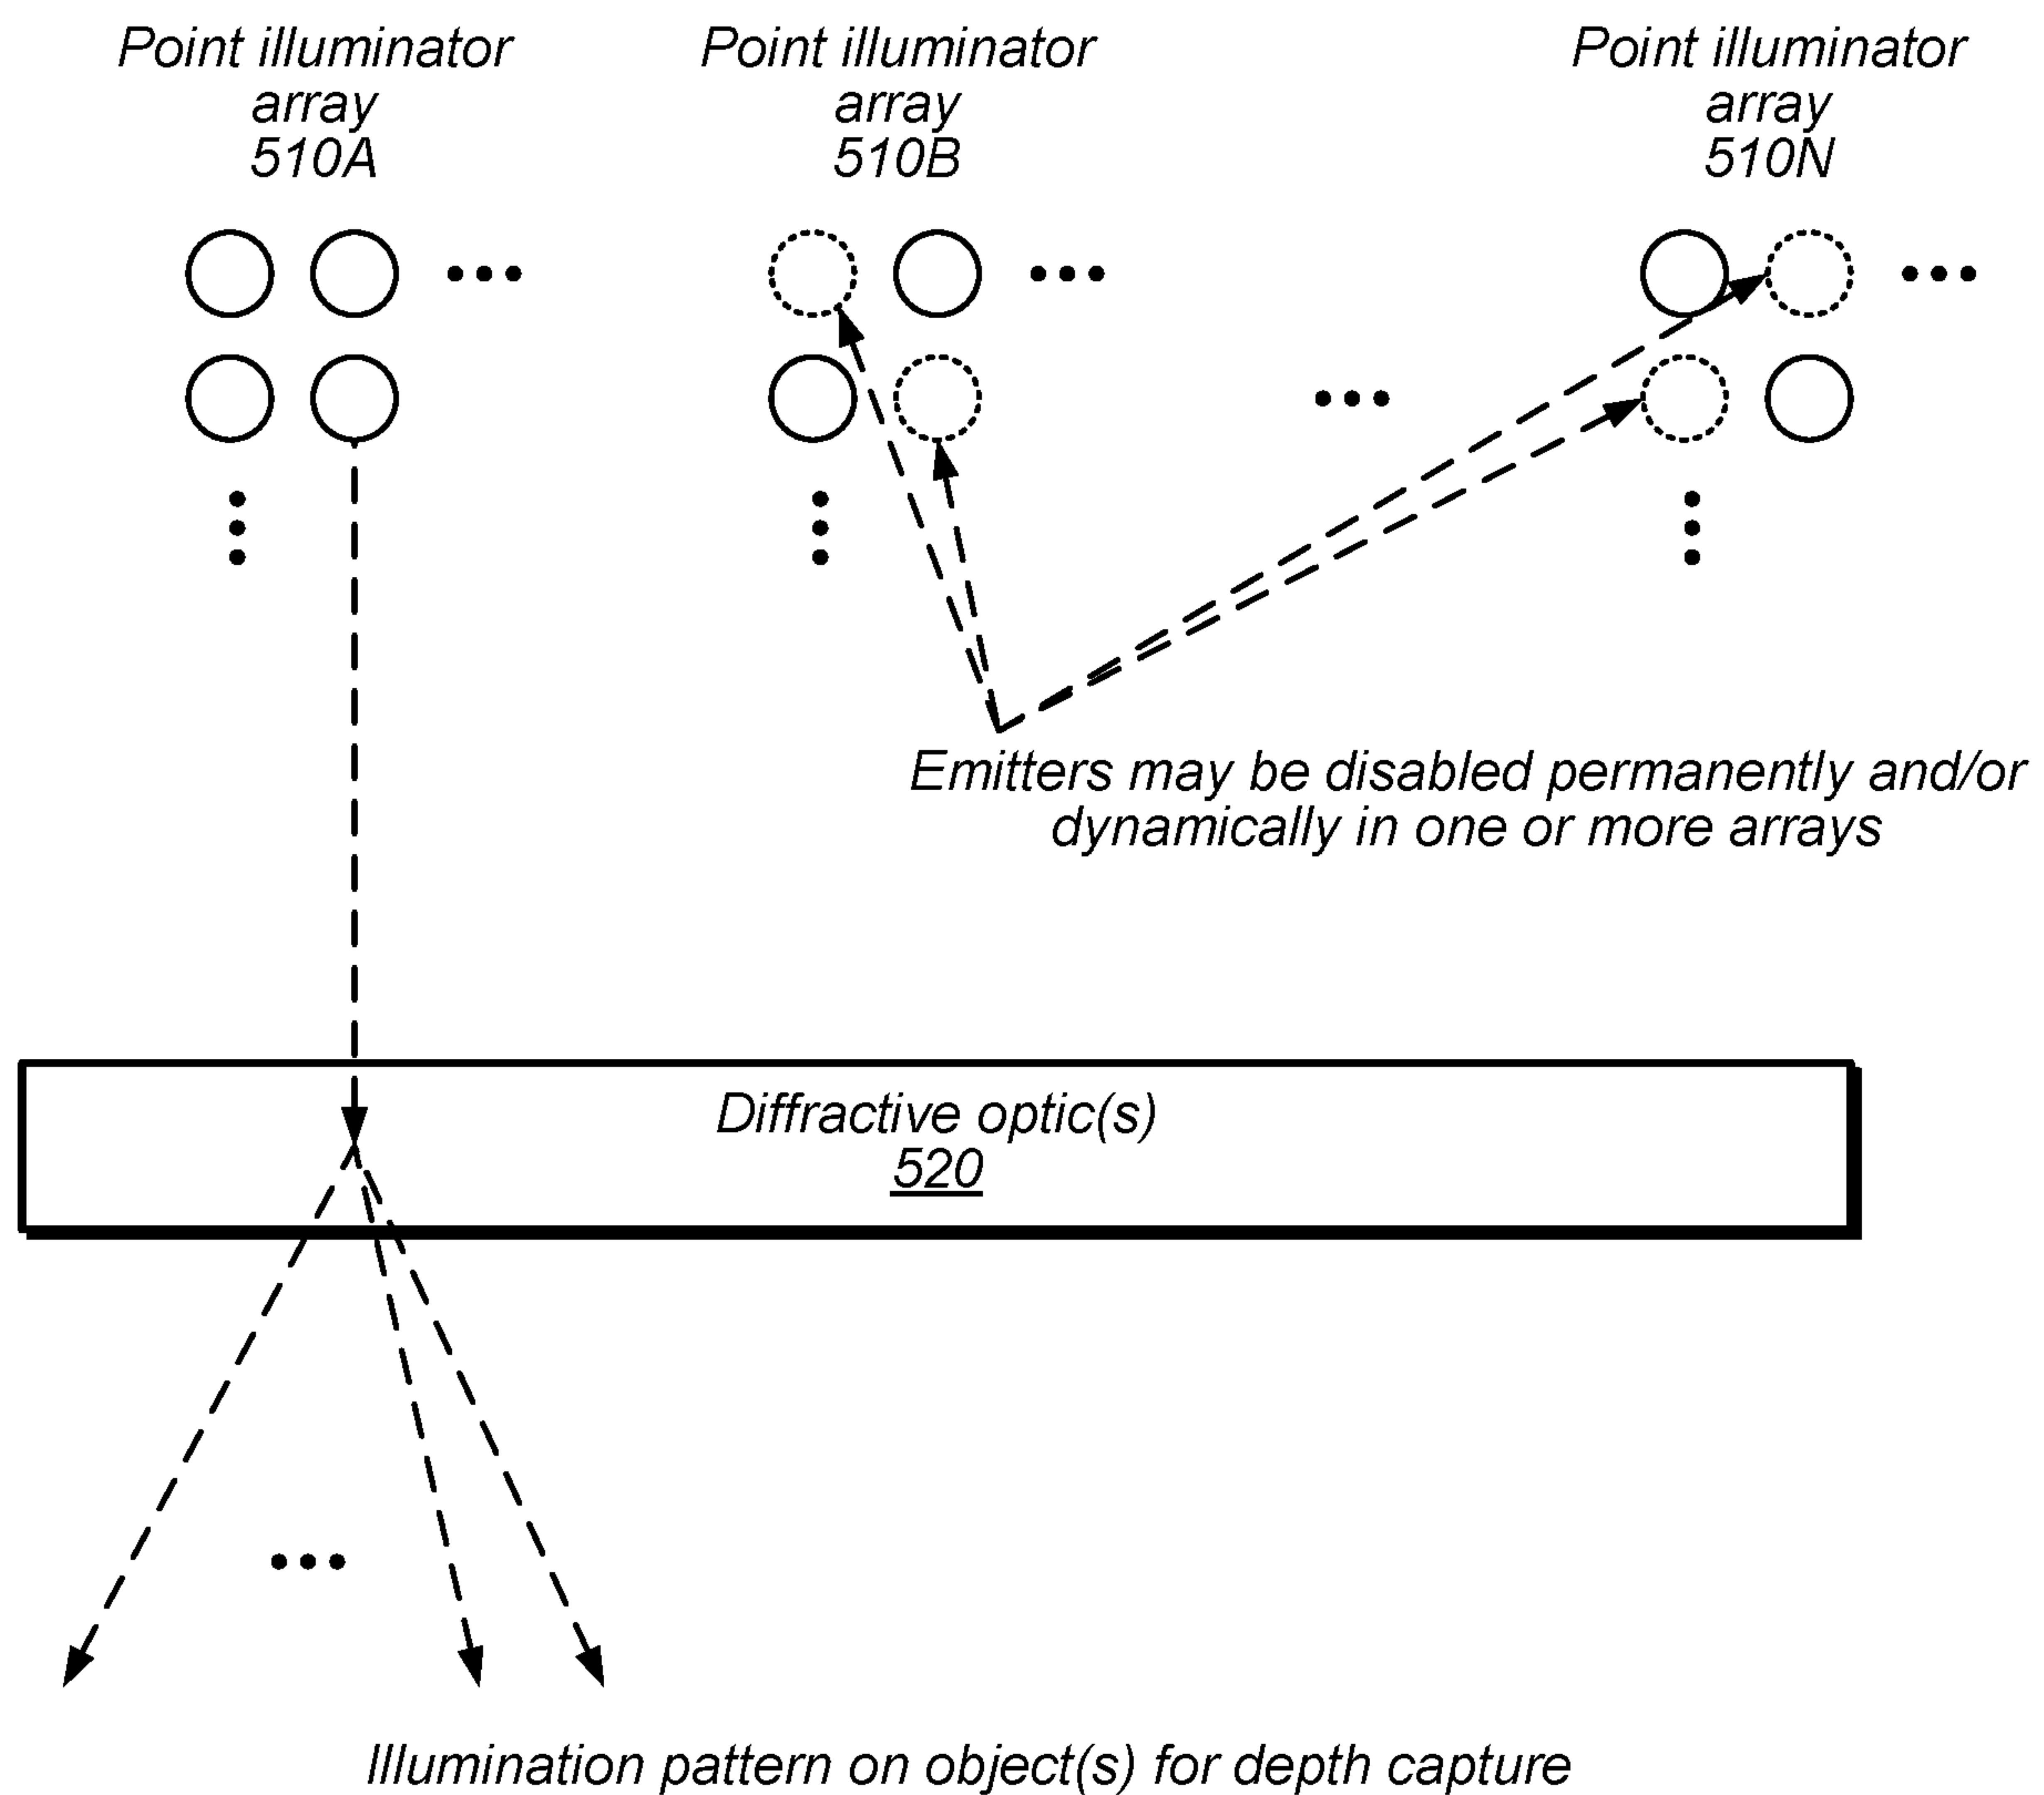 Point illuminator
array
510A
Point illuminator
array
510B
Point illuminator
array
510N
Emitters may be disabled permanently and/or
dynamically in one or more arrays
Diffractive optic(s)
520
Illumination pattern on object(s) for depth capture